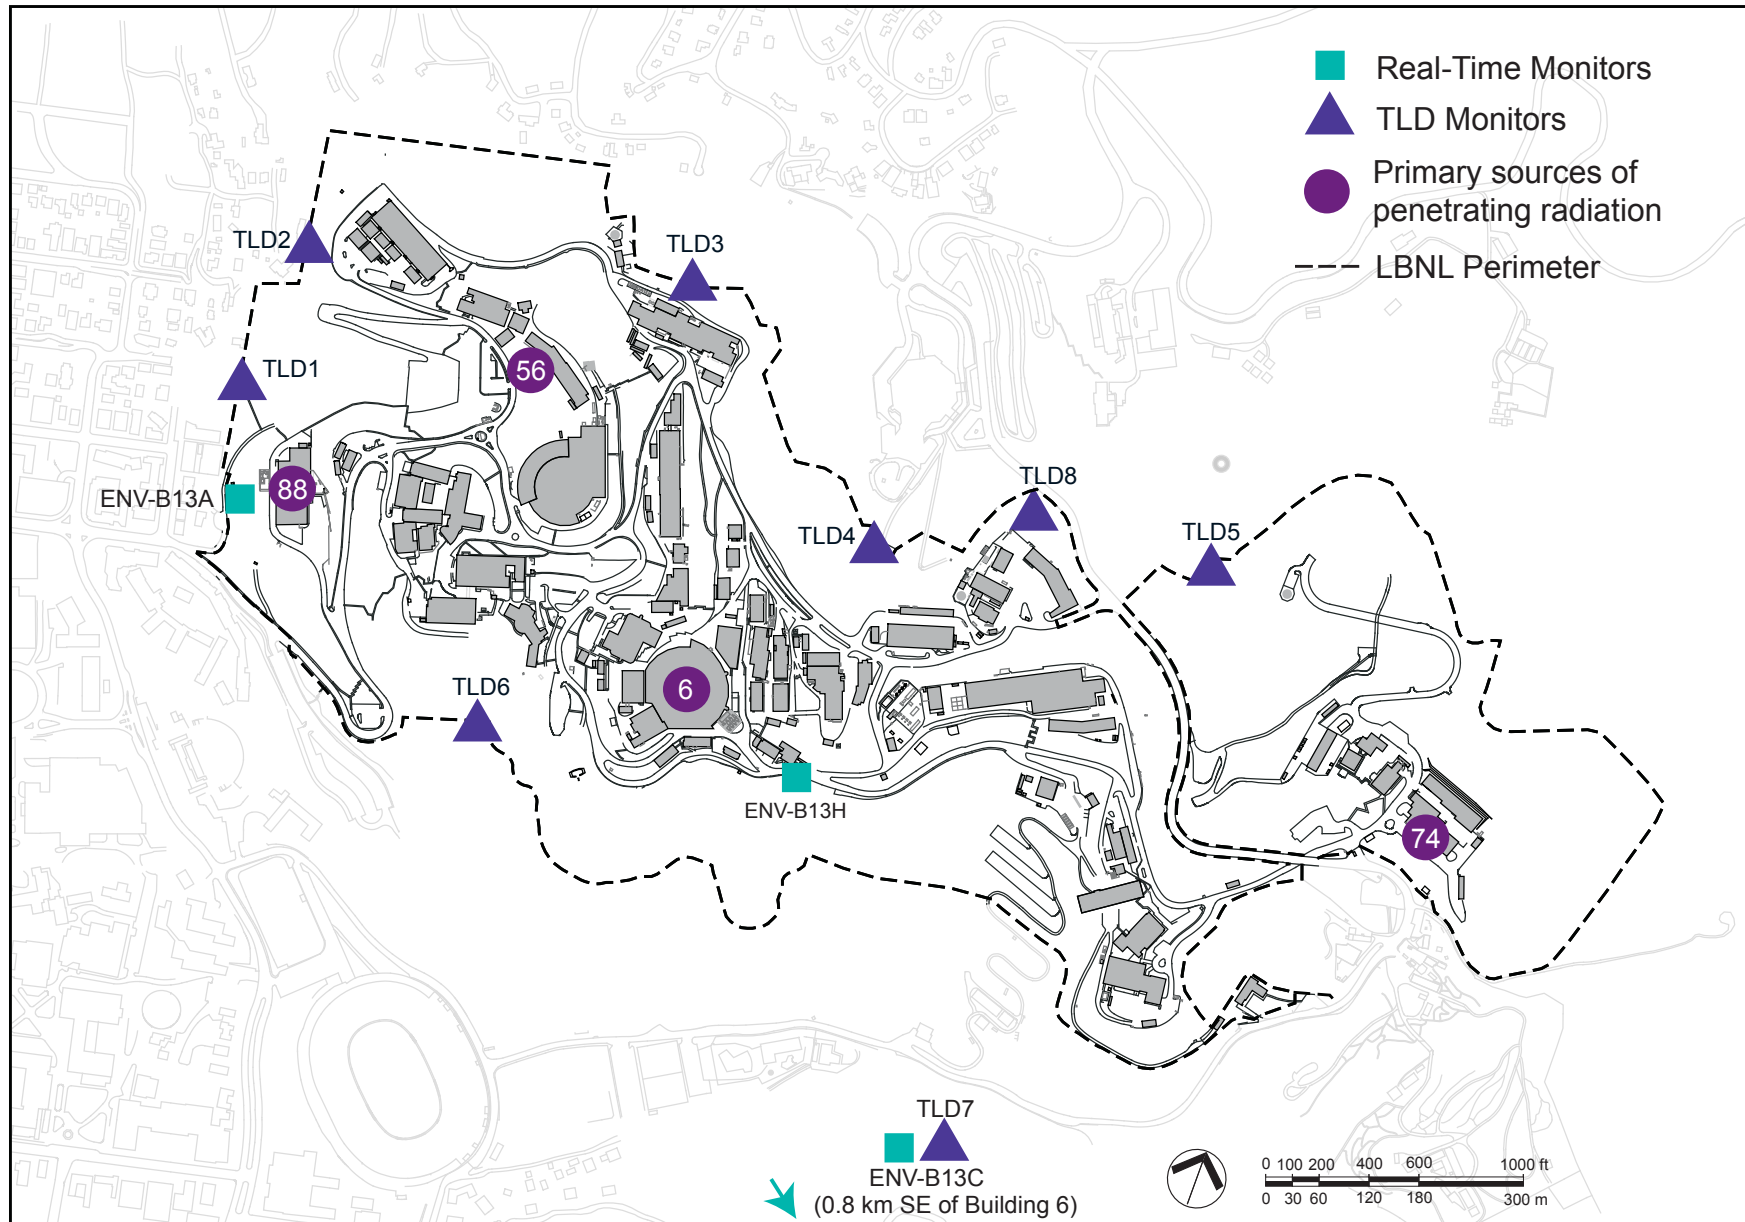 Real-Time Monitors
TLD Monitors
Primary sources of
penetrating radiation
LBNL Perimeter
TLD2
TLD3
TLD1
56
ENV-B13A
88
TLD8
TLD4
TLD5
TLD6
6
ENV-B13H
74
TLD7
ENV-B13C
(0.8 km SE of Building 6)
0 100 200 400 600 1000 ft
0 30 60 120 180 300 m